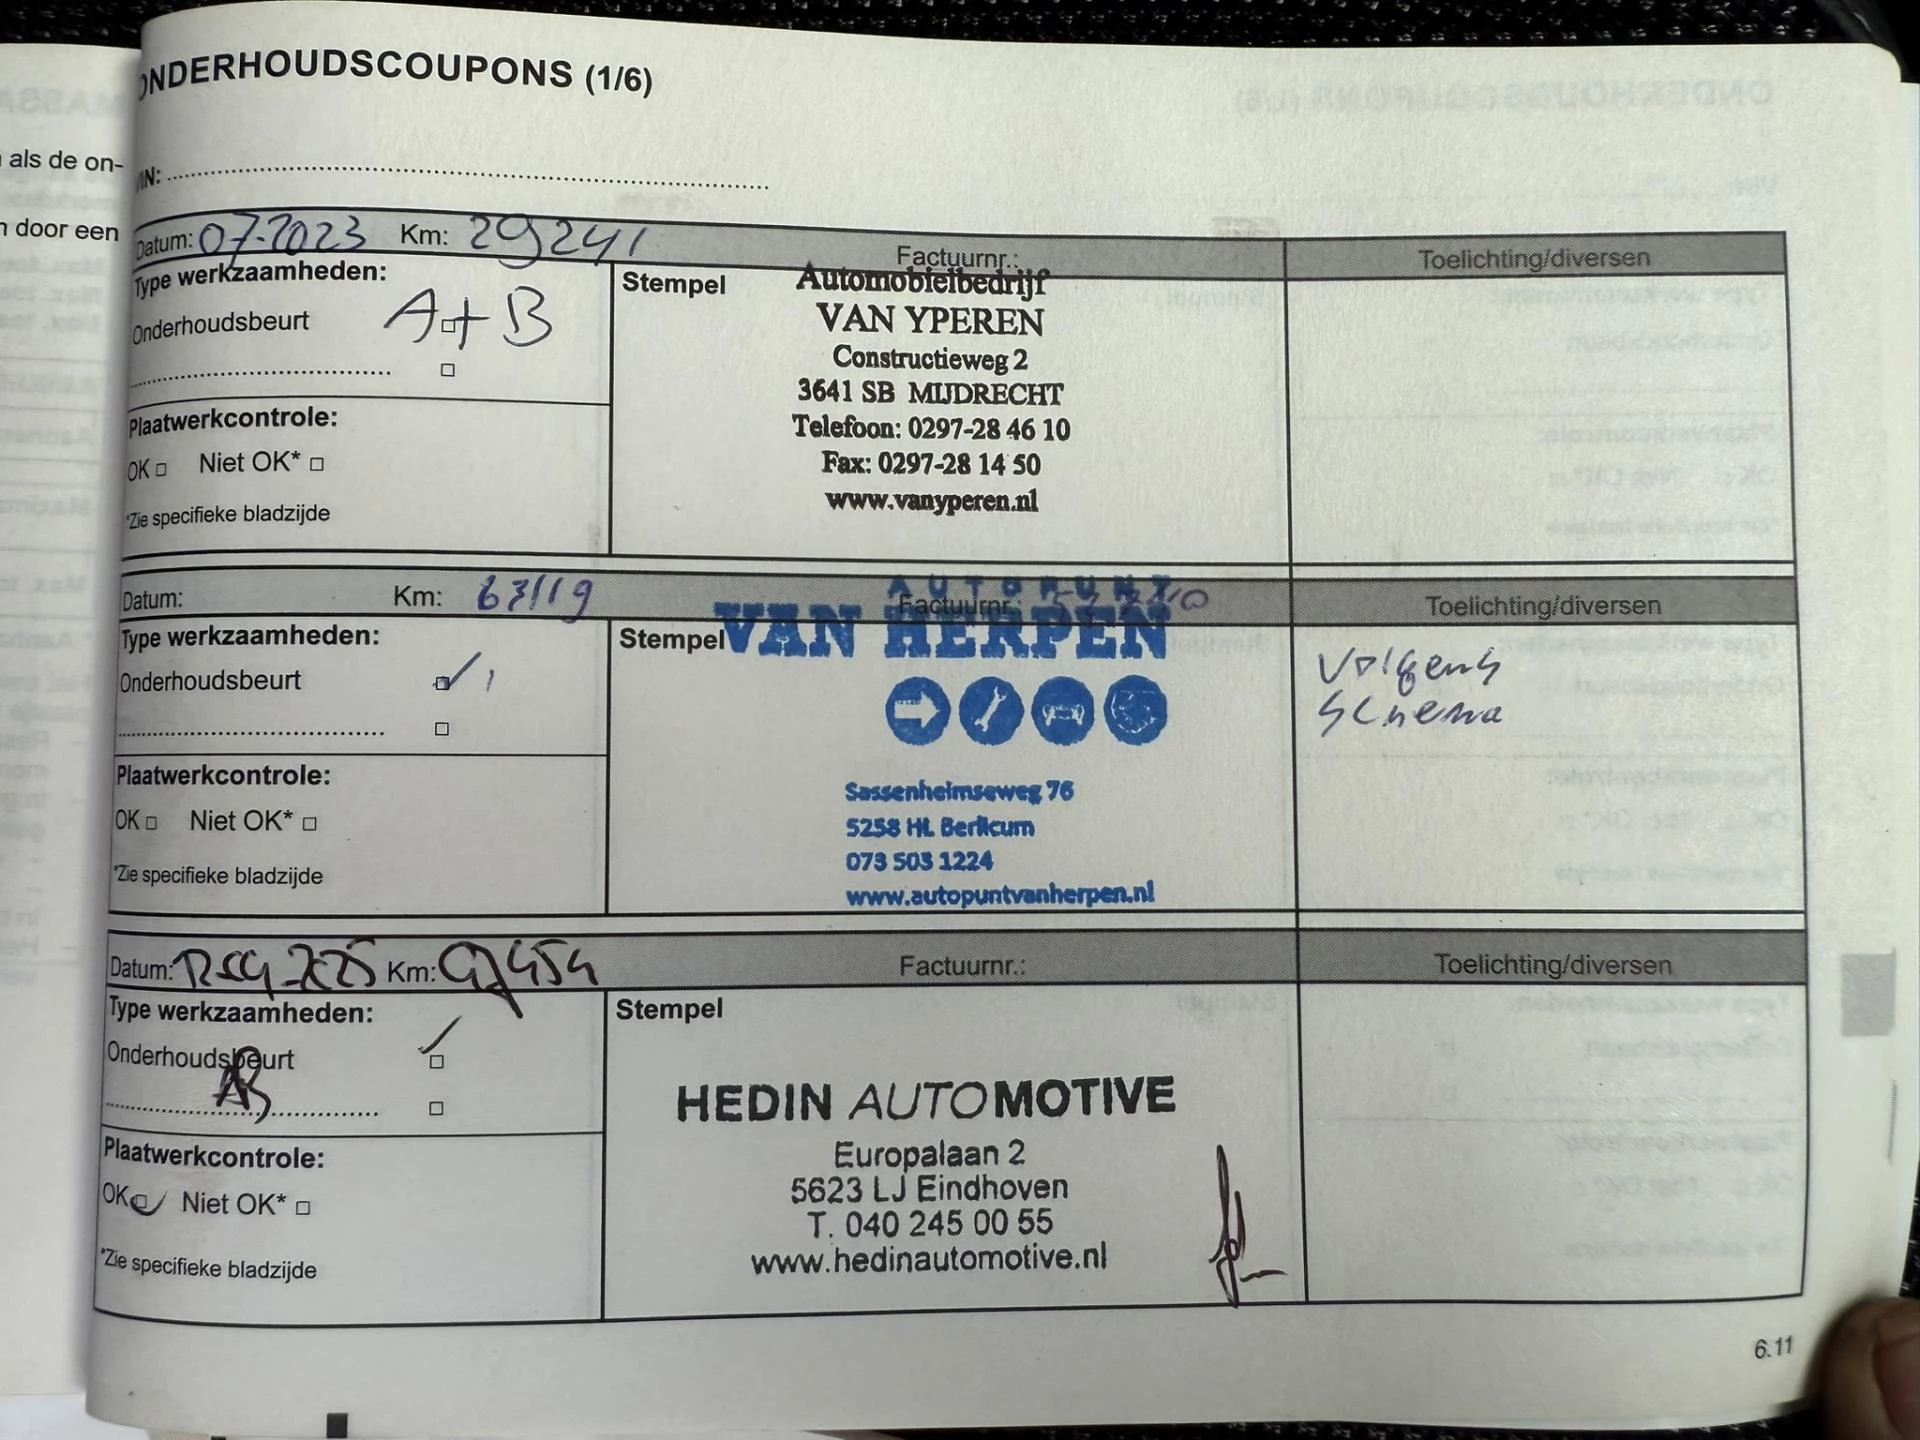 ONDERHOUDSCOUPONS (1/6)
als de on-
door een
VIN:
Datum: 07-2023 Km: 29241 Factuurnr.: Toelichting/diversen
Type werkzaamheden:
Onderhoudsbeurt A+B
Plaatwerkcontrole:
OK Niet OK*
*Zie specifieke bladzijde
Stempel
Automobielbedrijf
VAN YPEREN
Constructieweg 2
3641 SB MIJDRECHT
Telefoon: 0297-28 46 10
Fax: 0297-28 14 50
www.vanyperen.nl
Datum: Km: Factuurnr.: Toelichting/diversen
Type werkzaamheden:
Onderhoudsbeurt
Plaatwerkcontrole:
OK Niet OK*
*Zie specifieke bladzijde
Stempel
AUTOPUNT
VAN HERPEN
Sassenheimseweg 76
5258 HL Berlicum
073 503 1224
www.autopuntvanherpen.nl
Volgens
Schema
Datum: Km: Factuurnr.: Toelichting/diversen
Type werkzaamheden:
Onderhoudsbeurt
AB
Plaatwerkcontrole:
OK Niet OK*
*Zie specifieke bladzijde
Stempel
HEDIN AUTOMOTIVE
Europalaan 2
5623 LJ Eindhoven
T. 040 245 00 55
www.hedinautomotive.nl
6.11